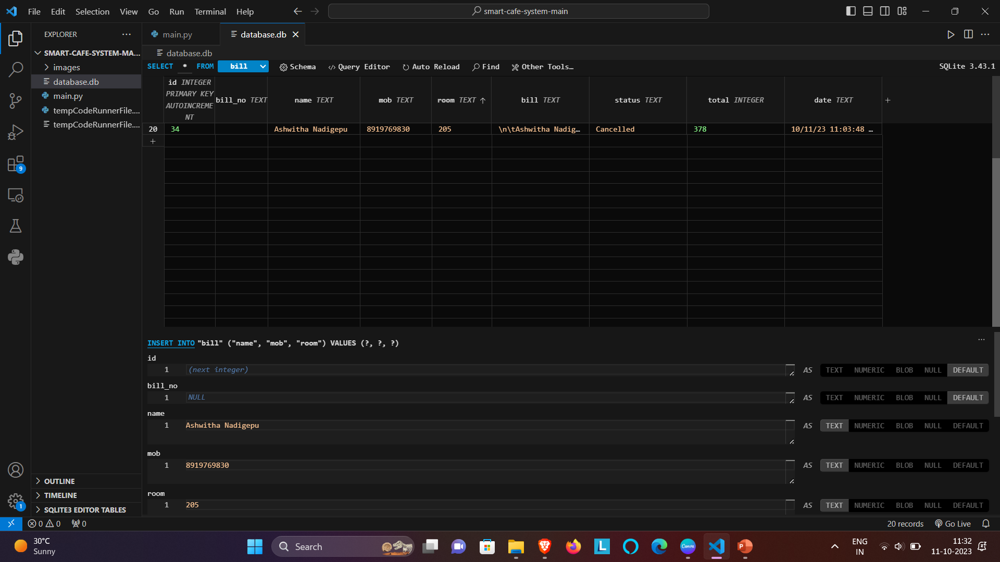 File Edit Selection View Go Run Terminal Help
smart-cafe-system-main
EXPLORER
main.py
database.db
SMART-CAFE-SYSTEM-MA...
images
database.db
main.py
tempCodeRunnerFile....
tempCodeRunnerFile....
database.db
SELECT * FROM bill Schema Query Editor Auto Reload Find Other Tools… SQLite 3.43.1
id INTEGER PRIMARY KEY AUTOINCREMENT
bill_no TEXT
name TEXT
mob TEXT
room TEXT ↑
bill TEXT
status TEXT
total INTEGER
date TEXT
+
20 34 Ashwitha Nadigepu 8919769830 205 \n\tAshwitha Nadig… Cancelled 378 10/11/23 11:03:48 …
+
INSERT INTO "bill" ("name", "mob", "room") VALUES (?, ?, ?)
id
1 (next integer) AS TEXT NUMERIC BLOB NULL DEFAULT
bill_no
1 NULL AS TEXT NUMERIC BLOB NULL DEFAULT
name
1 Ashwitha Nadigepu AS TEXT NUMERIC BLOB NULL DEFAULT
mob
1 8919769830 AS TEXT NUMERIC BLOB NULL DEFAULT
room
1 205 AS TEXT NUMERIC BLOB NULL DEFAULT
9
1
OUTLINE
TIMELINE
SQLITE3 EDITOR TABLES
0 0 0
20 records Go Live
30°C
Sunny
Search
L
Canva
P
ENG
IN
11:32
11-10-2023